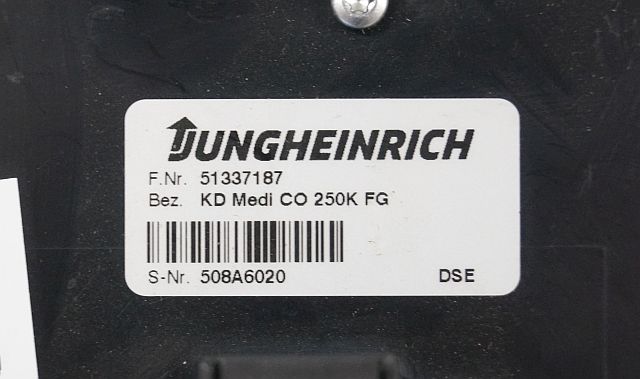 JUNGHEINRICH
F.Nr. 51337187
Bez. KD Medi CO 250K FG
S-Nr. 508A6020 DSE